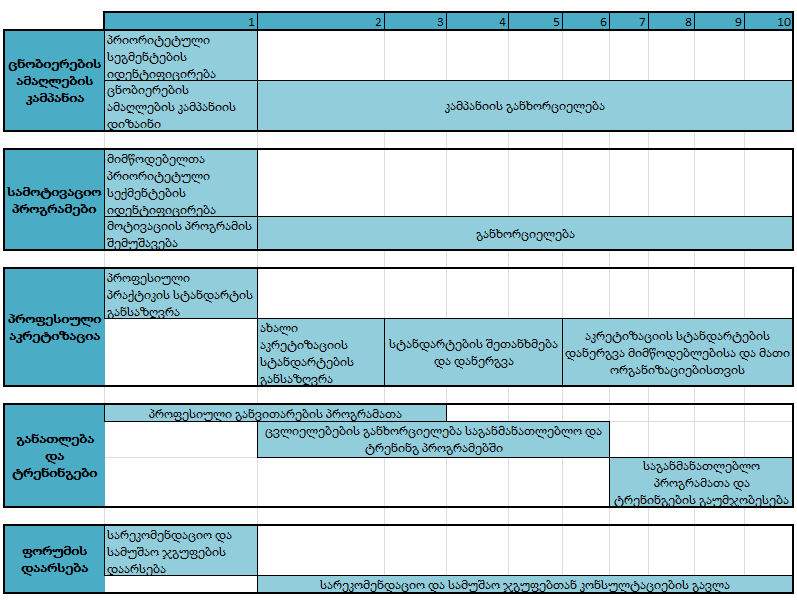 1 2 3 4 5 6 7 8 9 10
ცნობიერების
ამაღლების
კამპანია
პრიორიტეტული
სეგმენტების
იდენტიფიცირება
ცნობიერების
ამაღლების კამპანიის
დიზაინი
კამპანიის განხორციელება
სამოტივაციო
პროგრამები
მიმწოდებელთა
პრიორიტეტული
სექმენტების
იდენტიფიცირება
მოტივაციის პროგრამის
შემუშავება
განხორციელება
პროფესიული
აკრეტიზაცია
პროფესიული
პრაქტიკის სტანდარტის
განსაზღვრა
ახალი
აკრეტიზაციის
სტანდარტების
განსაზღვრა
სტანდარტების შეთანხმება
და დანერგვა
აკრეტიზაციის სტანდარტების
დანერგვა მიმწოდებლებისა და მათი
ორგანიზაციებისთვის
განათლება
და
ტრენინგები
პროფესიული განვითარების პროგრამათა
ცვლიელებების განხორციელება საგანმანათლებლო და
ტრენინგ პროგრამებში
საგანმანათლებლო
პროგრამათა და
ტრენინგების გაუმჯობესება
ფორუმის
დაარსება
სარეკომენდაციო და
სამუშაო ჯგუფების
დაარსება
სარეკომენდაციო და სამუშაო ჯგუფებთან კონსულტაციების გავლა